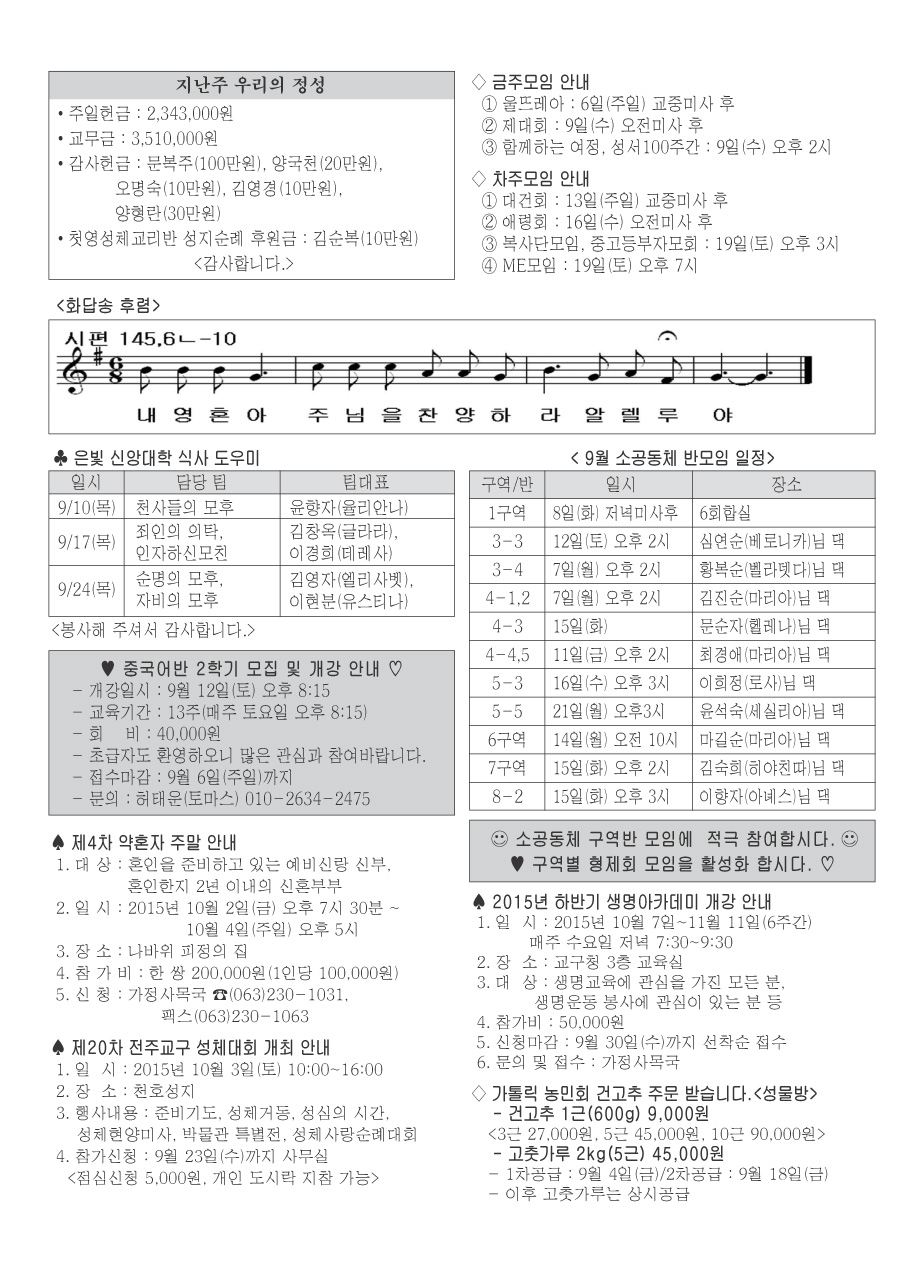 지난주 우리의 정성
• 주일헌금 : 2,343,000원
• 교무금 : 3,510,000원
• 감사헌금 : 문복주(100만원), 양국천(20만원),
오명숙(10만원), 김영경(10만원),
양형란(30만원)
• 첫영성체교리반 성지순례 후원금 : 김순복(10만원)
<감사합니다.>
◇ 금주모임 안내
① 울뜨레아 : 6일(주일) 교중미사 후
② 제대회 : 9일(수) 오전미사 후
③ 함께하는 여정, 성서100주간 : 9일(수) 오후 2시
◇ 차주모임 안내
① 대건회 : 13일(주일) 교중미사 후
② 애령회 : 16일(수) 오전미사 후
③ 복사단모임, 중고등부자모회 : 19일(토) 오후 3시
④ ME모임 : 19일(토) 오후 7시
<화답송 후렴>
시편 145,6ㄴ-10
내 영 혼 아 주 님 을 찬 양 하 라 알 렐 루 야
♣ 은빛 신앙대학 식사 도우미
일시 담당 팀 팀대표
9/10(목) 천사들의 모후 윤향자(율리안나)
9/17(목) 죄인의 의탁, 인자하신모친 김창옥(글라라), 이경희(데레사)
9/24(목) 순명의 모후, 자비의 모후 김영자(엘리사벳), 이현분(유스티나)
<봉사해 주셔서 감사합니다.>
♥ 중국어반 2학기 모집 및 개강 안내 ♡
- 개강일시 : 9월 12일(토) 오후 8:15
- 교육기간 : 13주(매주 토요일 오후 8:15)
- 회 비 : 40,000원
- 초급자도 환영하오니 많은 관심과 참여바랍니다.
- 접수마감 : 9월 6일(주일)까지
- 문의 : 허태운(토마스) 010-2634-2475
♠ 제4차 약혼자 주말 안내
1. 대 상 : 혼인을 준비하고 있는 예비신랑 신부,
혼인한지 2년 이내의 신혼부부
2. 일 시 : 2015년 10월 2일(금) 오후 7시 30분 ~
10월 4일(주일) 오후 5시
3. 장 소 : 나바위 피정의 집
4. 참 가 비 : 한 쌍 200,000원(1인당 100,000원)
5. 신 청 : 가정사목국 ☎(063)230-1031,
팩스(063)230-1063
♠ 제20차 전주교구 성체대회 개최 안내
1. 일 시 : 2015년 10월 3일(토) 10:00~16:00
2. 장 소 : 천호성지
3. 행사내용 : 준비기도, 성체거동, 성심의 시간,
성체현양미사, 박물관 특별전, 성체사랑순례대회
4. 참가신청 : 9월 23일(수)까지 사무실
<점심신청 5,000원, 개인 도시락 지참 가능>
< 9월 소공동체 반모임 일정>
구역/반 일시 장소
1구역 8일(화) 저녁미사후 6회합실
3-3 12일(토) 오후 2시 심연순(베로니카)님 댁
3-4 7일(월) 오후 2시 황복순(벨라뎃다)님 댁
4-1,2 7일(월) 오후 2시 김진순(마리아)님 댁
4-3 15일(화) 문순자(헬레나)님 댁
4-4,5 11일(금) 오후 2시 최경애(마리아)님 댁
5-3 16일(수) 오후 3시 이희정(로사)님 댁
5-5 21일(월) 오후3시 윤석숙(세실리아)님 댁
6구역 14일(월) 오전 10시 마길순(마리아)님 댁
7구역 15일(화) 오후 2시 김숙희(히야친따)님 댁
8-2 15일(화) 오후 3시 이향자(아녜스)님 댁
☺ 소공동체 구역반 모임에 적극 참여합시다. ☺
♥ 구역별 형제회 모임을 활성화 합시다. ♡
♠ 2015년 하반기 생명아카데미 개강 안내
1. 일 시 : 2015년 10월 7일~11월 11일(6주간)
매주 수요일 저녁 7:30~9:30
2. 장 소 : 교구청 3층 교육실
3. 대 상 : 생명교육에 관심을 가진 모든 분,
생명운동 봉사에 관심이 있는 분 등
4. 참가비 : 50,000원
5. 신청마감 : 9월 30일(수)까지 선착순 접수
6. 문의 및 접수 : 가정사목국
◇ 가톨릭 농민회 건고추 주문 받습니다.<성물방>
- 건고추 1근(600g) 9,000원
<3근 27,000원, 5근 45,000원, 10근 90,000원>
- 고춧가루 2kg(5근) 45,000원
- 1차공급 : 9월 4일(금)/2차공급 : 9월 18일(금)
- 이후 고춧가루는 상시공급